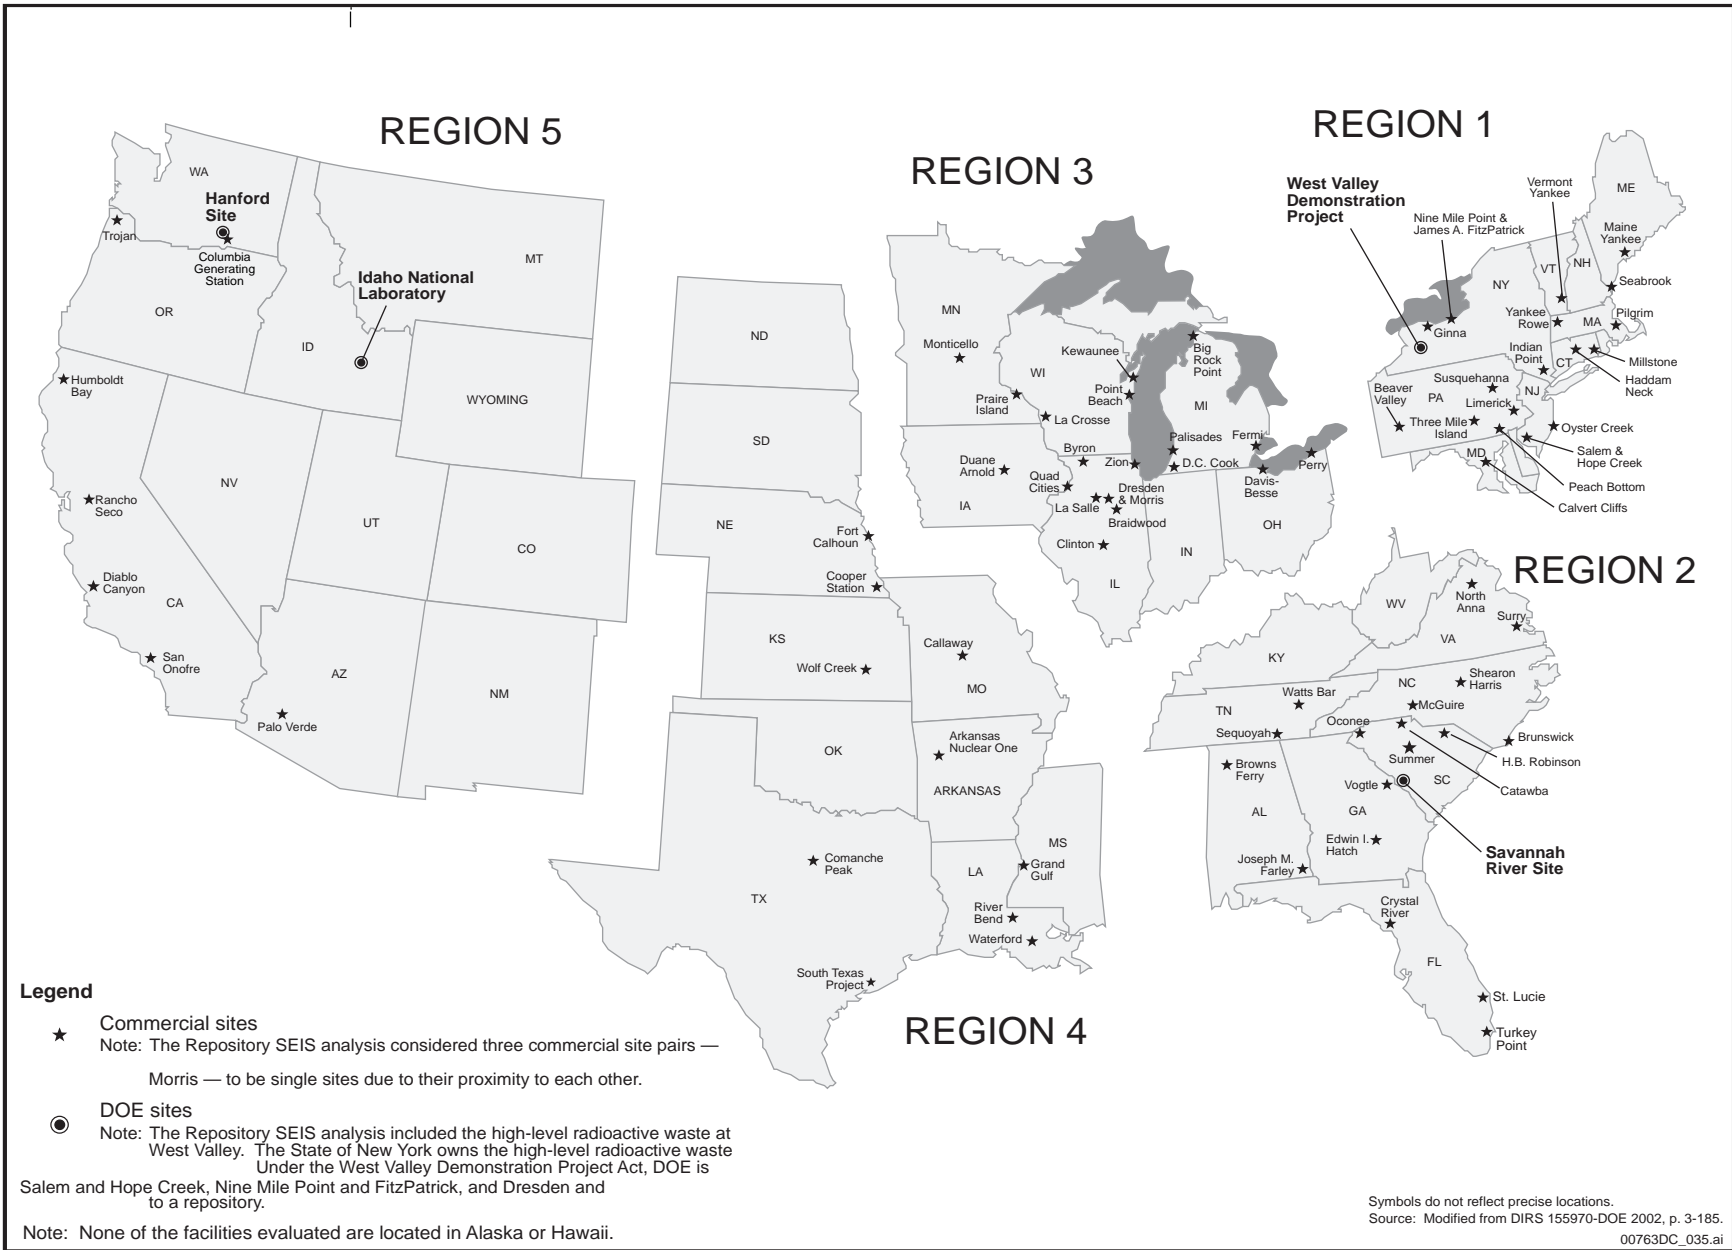 REGION 5
WA
Hanford
Site
Trojan
Columbia
Generating
Station
MT
Idaho National
Laboratory
OR
ID
Humboldt
Bay
WYOMING
NV
Rancho
Seco
UT
CO
Diablo
Canyon
CA
San
Onofre
AZ
NM
Palo Verde
REGION 3
MN
Monticello
Kewaunee
Big
Rock
Point
WI
Point
Beach
Praire
Island
La Crosse
MI
Palisades
Fermi
Byron
Zion
D.C. Cook
Perry
Duane
Arnold
Quad
Cities
Dresden
& Morris
Davis-
Besse
La Salle
IA
Braidwood
OH
Clinton
IN
IL
REGION 1
West Valley
Demonstration
Project
Vermont
Yankee
Nine Mile Point &
James A. FitzPatrick
ME
Maine
Yankee
VT
NH
NY
Seabrook
Yankee
Rowe
MA
Pilgrim
Ginna
Indian
Point
CT
Millstone
Haddam
Neck
Susquehanna
Beaver
Valley
PA
NJ
Limerick
Three Mile
Island
Oyster Creek
MD
Salem &
Hope Creek
Peach Bottom
Calvert Cliffs
REGION 2
WV
North
Anna
Surry
VA
KY
NC
Shearon
Harris
Watts Bar
TN
McGuire
Oconee
Sequoyah
Brunswick
Summer
H.B. Robinson
Browns
Ferry
Vogtle
SC
Catawba
AL
GA
Edwin I.
Hatch
Savannah
River Site
Joseph M.
Farley
Crystal
River
FL
St. Lucie
Turkey
Point
ND
SD
NE
Fort
Calhoun
Cooper
Station
KS
Callaway
Wolf Creek
MO
OK
Arkansas
Nuclear One
ARKANSAS
MS
Comanche
Peak
Grand
Gulf
LA
TX
River
Bend
Waterford
South Texas
Project
REGION 4
Legend
Commercial sites
Note: The Repository SEIS analysis considered three commercial site pairs —
Morris — to be single sites due to their proximity to each other.
DOE sites
Note: The Repository SEIS analysis included the high-level radioactive waste at
West Valley. The State of New York owns the high-level radioactive waste
Under the West Valley Demonstration Project Act, DOE is
Salem and Hope Creek, Nine Mile Point and FitzPatrick, and Dresden and
to a repository.
Note: None of the facilities evaluated are located in Alaska or Hawaii.
Symbols do not reflect precise locations.
Source: Modified from DIRS 155970-DOE 2002, p. 3-185.
00763DC_035.ai